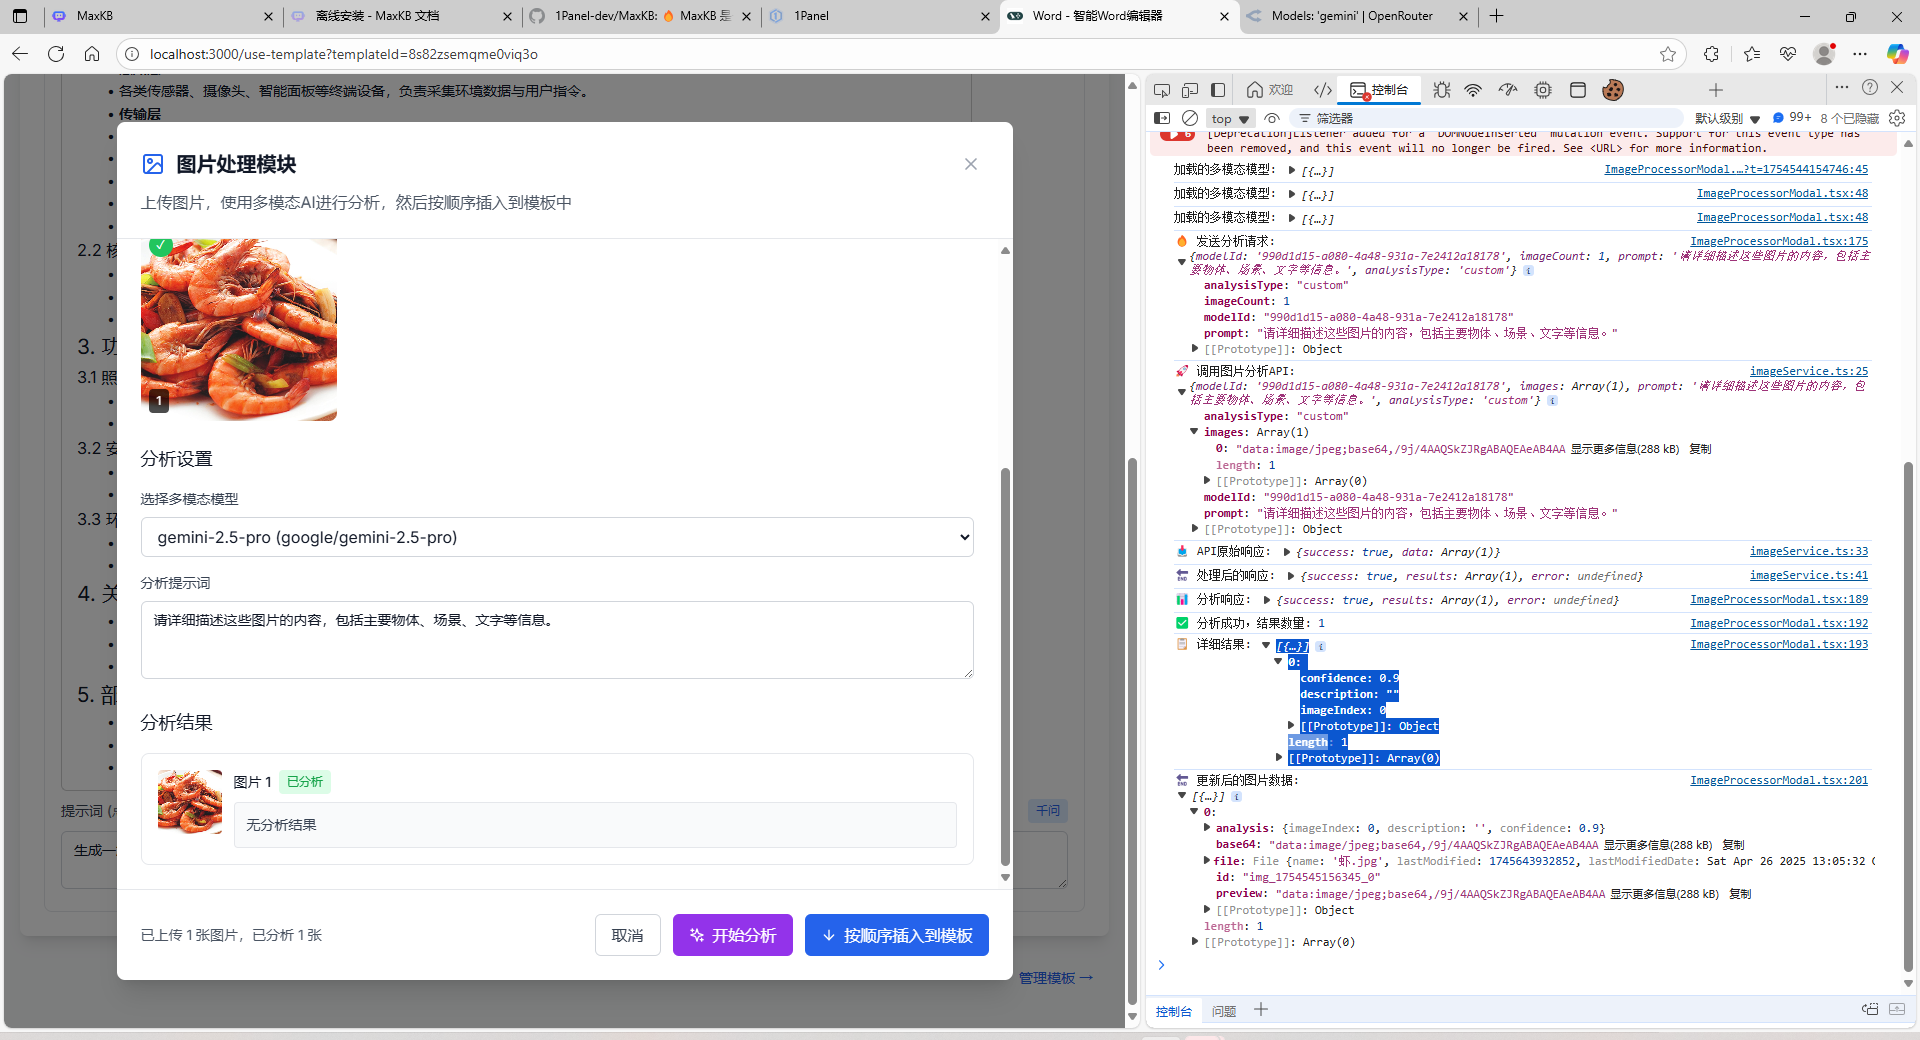 MaxKB
离线安装 - MaxKB 文档
1Panel-dev/MaxKB: 🔥 MaxKB 是
1Panel
Word - 智能Word编辑器
Models: 'gemini' | OpenRouter
localhost:3000/use-template?templateId=8s82zsemqme0viq3o
• 各类传感器、摄像头、智能面板等终端设备，负责采集环境数据与用户指令。
• 传输层
2.2 核
3. 功
3.1 照
3.2 安
3.3 环
4. 关
5. 部
提示词 (
生成一
千问
管理模板 →
图片处理模块
上传图片，使用多模态AI进行分析，然后按顺序插入到模板中
1
分析设置
选择多模态模型
gemini-2.5-pro (google/gemini-2.5-pro)
分析提示词
请详细描述这些图片的内容，包括主要物体、场景、文字等信息。
分析结果
图片 1 已分析
无分析结果
已上传 1 张图片，已分析 1 张
取消
开始分析
按顺序插入到模板
欢迎
控制台
top
筛选器
默认级别
99+
8 个已隐藏
6
[Deprecation]Listener added for a 'DOMNodeInserted' mutation event. Support for this event type has
been removed, and this event will no longer be fired. See <URL> for more information.
加载的多模态模型: ▶ [{…}] ImageProcessorModal.…?t=1754544154746:45
加载的多模态模型: ▶ [{…}] ImageProcessorModal.tsx:48
加载的多模态模型: ▶ [{…}] ImageProcessorModal.tsx:48
🔥 发送分析请求: ImageProcessorModal.tsx:175
{modelId: '990d1d15-a080-4a48-931a-7e2412a18178', imageCount: 1, prompt: '请详细描述这些图片的内容，包括主
要物体、场景、文字等信息。', analysisType: 'custom'}
analysisType: "custom"
imageCount: 1
modelId: "990d1d15-a080-4a48-931a-7e2412a18178"
prompt: "请详细描述这些图片的内容，包括主要物体、场景、文字等信息。"
▶ [[Prototype]]: Object
🚀 调用图片分析API: imageService.ts:25
{modelId: '990d1d15-a080-4a48-931a-7e2412a18178', images: Array(1), prompt: '请详细描述这些图片的内容，包
括主要物体、场景、文字等信息。', analysisType: 'custom'}
analysisType: "custom"
▼ images: Array(1)
0: "data:image/jpeg;base64,/9j/4AAQSkZJRgABAQEAeAB4AA 显示更多信息(288 kB) 复制
length: 1
▶ [[Prototype]]: Array(0)
modelId: "990d1d15-a080-4a48-931a-7e2412a18178"
prompt: "请详细描述这些图片的内容，包括主要物体、场景、文字等信息。"
▶ [[Prototype]]: Object
📥 API原始响应: ▶ {success: true, data: Array(1)} imageService.ts:33
🔚 处理后的响应: ▶ {success: true, results: Array(1), error: undefined} imageService.ts:41
📊 分析响应: ▶ {success: true, results: Array(1), error: undefined} ImageProcessorModal.tsx:189
✅ 分析成功，结果数量: 1 ImageProcessorModal.tsx:192
📋 详细结果: ▼ [{…}] ImageProcessorModal.tsx:193
▼ 0:
confidence: 0.9
description: ""
imageIndex: 0
▶ [[Prototype]]: Object
length: 1
▶ [[Prototype]]: Array(0)
🔚 更新后的图片数据: ImageProcessorModal.tsx:201
▼ [{…}]
▼ 0:
▶ analysis: {imageIndex: 0, description: '', confidence: 0.9}
base64: "data:image/jpeg;base64,/9j/4AAQSkZJRgABAQEAeAB4AA 显示更多信息(288 kB) 复制
▶ file: File {name: '虾.jpg', lastModified: 1745643932852, lastModifiedDate: Sat Apr 26 2025 13:05:32
id: "img_1754545156345_0"
preview: "data:image/jpeg;base64,/9j/4AAQSkZJRgABAQEAeAB4AA 显示更多信息(288 kB) 复制
▶ [[Prototype]]: Object
length: 1
▶ [[Prototype]]: Array(0)
控制台
问题